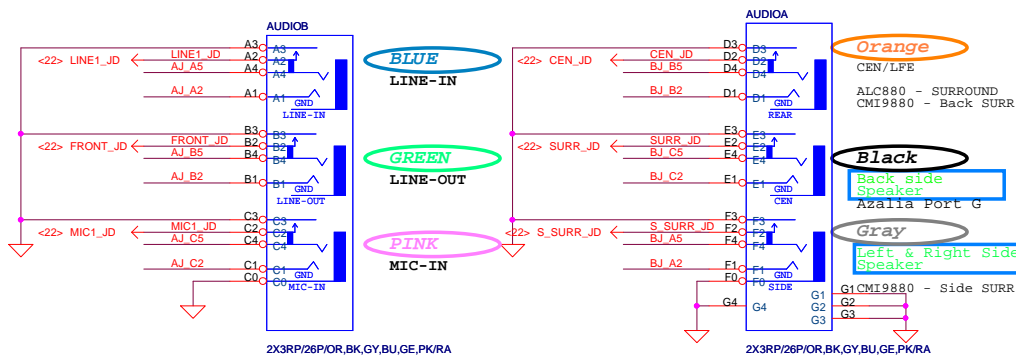 AUDIOB
A3 A3
<22> LINE1_JD LINE1_JD A2 A2
AJ_A5 A4 A4
AJ_A2 A1 A1
GND
LINE-IN
BLUE
LINE-IN
B3 B3
<22> FRONT_JD FRONT_JD B2 B2
AJ_B5 B4 B4
AJ_B2 B1 B1
GND
LINE-OUT
GREEN
LINE-OUT
C3 C3
<22> MIC1_JD MIC1_JD C2 C2
AJ_C5 C4 C4
AJ_C2 C1 C1
C0 C0
GND
MIC-IN
PINK
MIC-IN
2X3RP/26P/OR,BK,GY,BU,GE,PK/RA
AUDIOA
D3 D3
<22> CEN_JD CEN_JD D2 D2
BJ_B5 D4 D4
BJ_B2 D1 D1
GND
REAR
Orange
CEN/LFE
ALC880 - SURROUND
CMI9880 - Back SURR
E3 E3
<22> SURR_JD SURR_JD E2 E2
BJ_C5 E4 E4
BJ_C2 E1 E1
GND
CEN
Black
Back side
Speaker
Azalia Port G
F3 F3
<22> S_SURR_JD S_SURR_JD F2 F2
BJ_A5 F4 F4
BJ_A2 F1 F1
F0 F0
GND
SIDE
Gray
Left & Right Side
Speaker
CMI9880 - Side SURR
G4 G4
G1 G1
G2 G2
G3 G3
2X3RP/26P/OR,BK,GY,BU,GE,PK/RA